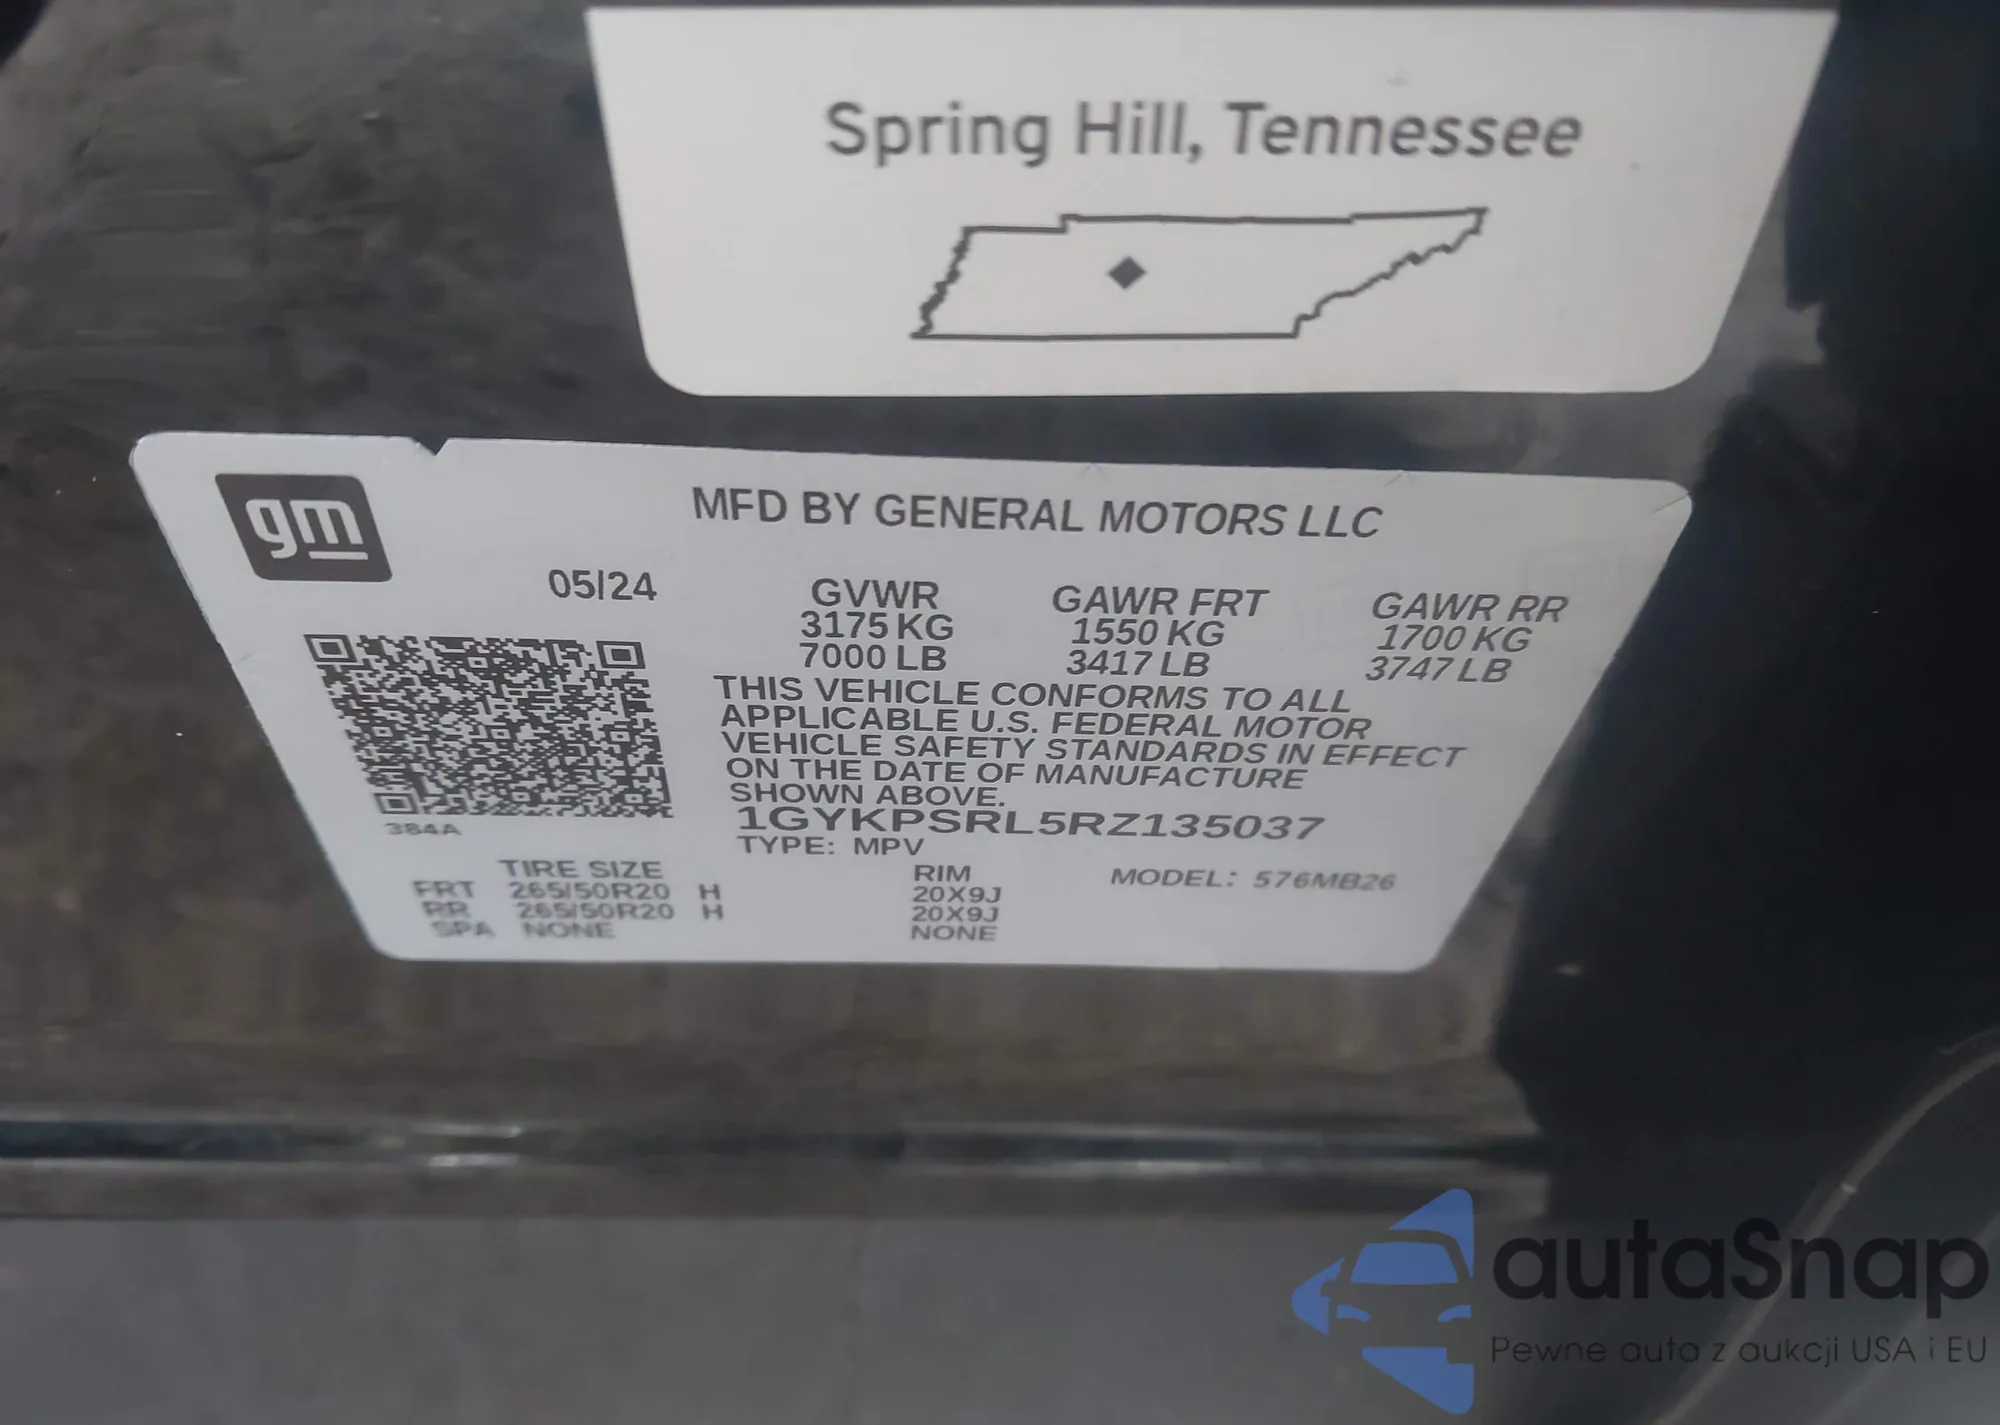 Spring Hill, Tennessee
gm
MFD BY GENERAL MOTORS LLC
05/24
GVWR GAWR FRT GAWR RR
3175 KG 1550 KG 1700 KG
7000 LB 3417 LB 3747 LB
THIS VEHICLE CONFORMS TO ALL
APPLICABLE U.S. FEDERAL MOTOR
VEHICLE SAFETY STANDARDS IN EFFECT
ON THE DATE OF MANUFACTURE
SHOWN ABOVE.
1GYKPSRL5RZ135037
384A
TYPE: MPV
TIRE SIZE RIM MODEL: 576MB26
FRT 265/50R20 H 20X9J
RR 265/50R20 H 20X9J
SPA NONE NONE
autaSnap
Pewne auta z aukcji USA i EU